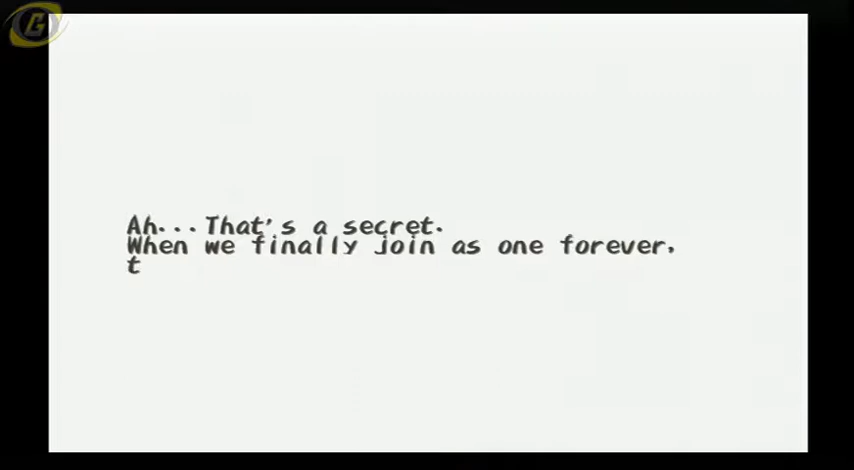 G
Ah...That's a secret.
When we finally join as one forever,
t